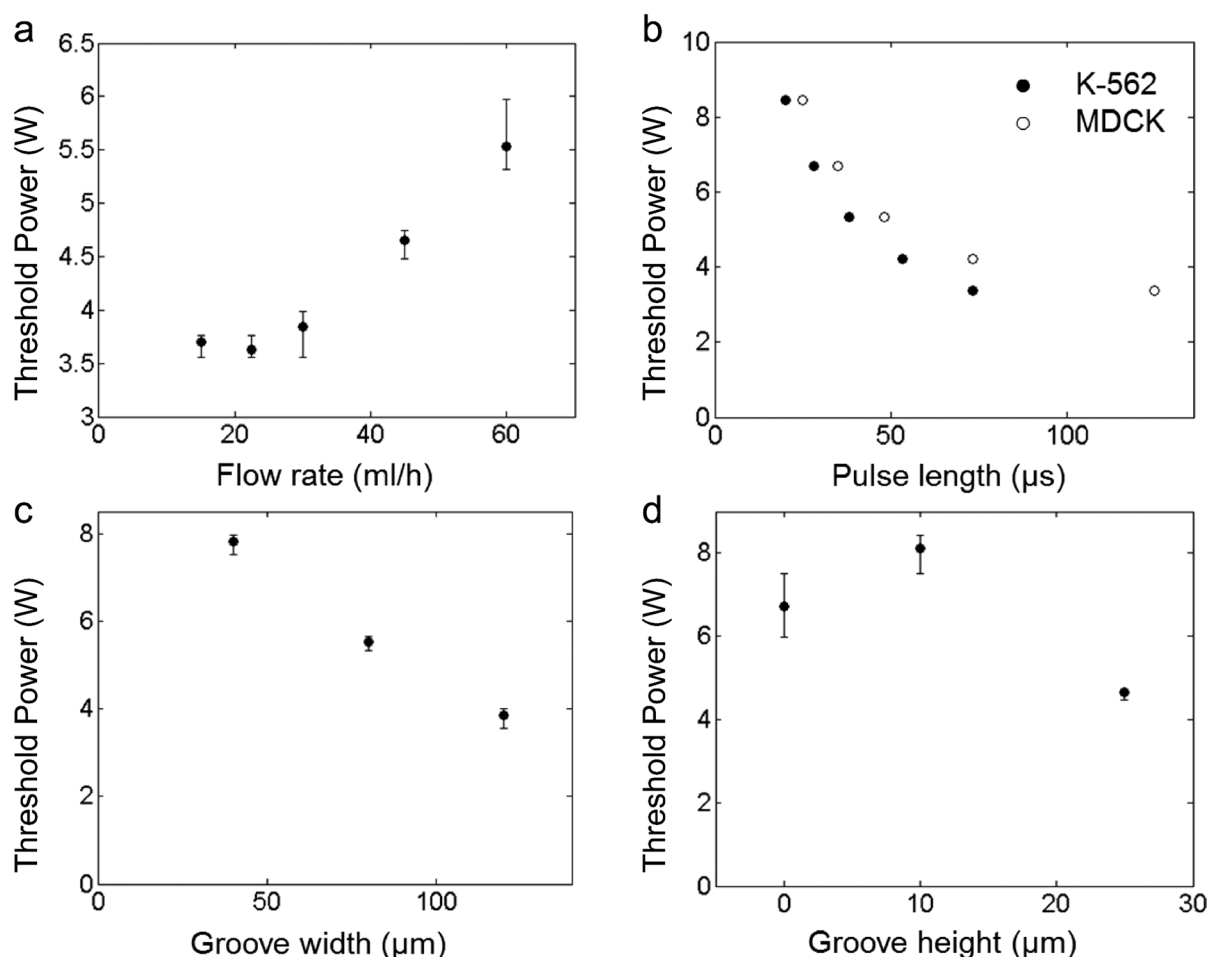 a
6.5
6
5.5
5
4.5
4
3.5
3
0
20
40
60
Threshold Power (W)
Flow rate (ml/h)
b
10
8
6
4
2
0
0
50
100
Threshold Power (W)
K-562
MDCK
Pulse length (µs)
c
8
6
4
2
0
0
50
100
Threshold Power (W)
Groove width (µm)
d
8
6
4
2
0
0
10
20
30
Threshold Power (W)
Groove height (µm)